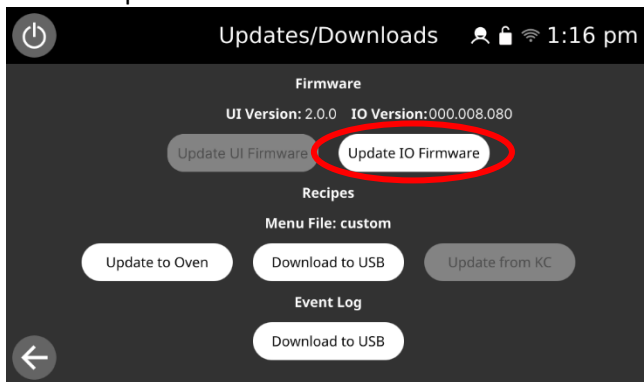 Updates/Downloads 1:16 pm
Firmware
UI Version: 2.0.0 IO Version:000.008.080
Update UI Firmware Update IO Firmware
Recipes
Menu File: custom
Update to Oven Download to USB Update from KC
Event Log
Download to USB